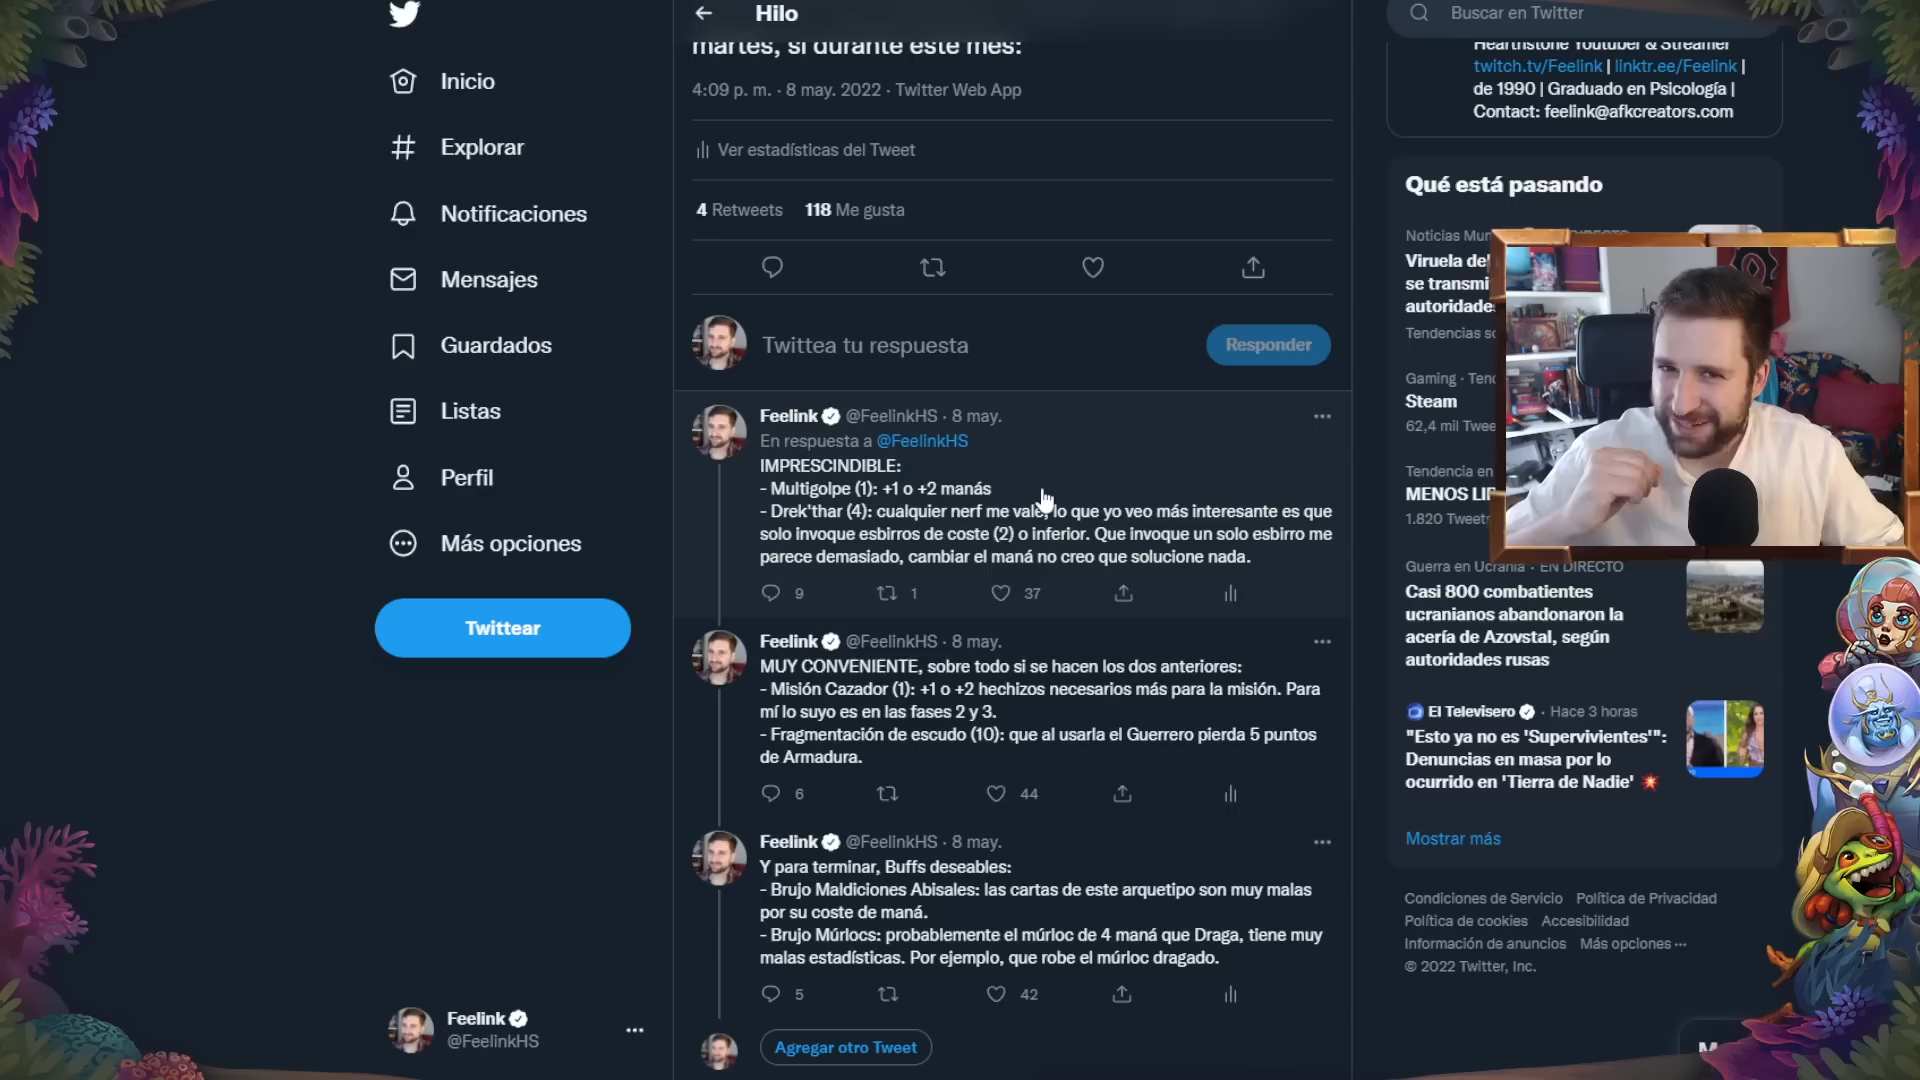 Inicio
Explorar
Notificaciones
Mensajes
Guardados
Listas
Perfil
Más opciones
Twittear
Feelink
@FeelinkHS
Hilo
martes, si durante este mes:
4:09 p. m. · 8 may. 2022 · Twitter Web App
Ver estadísticas del Tweet
4 Retweets 118 Me gusta
Twittea tu respuesta
Responder
Feelink @FeelinkHS · 8 may.
En respuesta a @FeelinkHS
IMPRESCINDIBLE:
- Multigolpe (1): +1 o +2 manás
- Drek'thar (4): cualquier nerf me vale, lo que yo veo más interesante es que
solo invoque esbirros de coste (2) o inferior. Que invoque un solo esbirro me
parece demasiado, cambiar el maná no creo que solucione nada.
9 1 37
Feelink @FeelinkHS · 8 may.
MUY CONVENIENTE, sobre todo si se hacen los dos anteriores:
- Misión Cazador (1): +1 o +2 hechizos necesarios más para la misión. Para
mí lo suyo es en las fases 2 y 3.
- Fragmentación de escudo (10): que al usarla el Guerrero pierda 5 puntos
de Armadura.
6 44
Feelink @FeelinkHS · 8 may.
Y para terminar, Buffs deseables:
- Brujo Maldiciones Abisales: las cartas de este arquetipo son muy malas
por su coste de maná.
- Brujo Múrlocs: probablemente el múrloc de 4 maná que Draga, tiene muy
malas estadísticas. Por ejemplo, que robe el múrloc dragado.
5 42
Agregar otro Tweet
Buscar en Twitter
Hearthstone Youtuber & Streamer
twitch.tv/Feelink | linktr.ee/Feelink |
de 1990 | Graduado en Psicología |
Contact: feelink@afkcreators.com
Qué está pasando
Noticias Mun
Viruela del
se transmi
autoridades
Tendencias
Gaming · Tend
Steam
62,4 mil Twee
Tendencia en
MENOS
1.820 Tweets
Guerra en Ucrania · EN DIRECTO
Casi 800 combatientes
ucranianos abandonaron la
acería de Azovstal, según
autoridades rusas
El Televisero · Hace 3 horas
"Esto ya no es 'Supervivientes'":
Denuncias en masa por lo
ocurrido en 'Tierra de Nadie' 💥
Mostrar más
Condiciones de Servicio Política de Privacidad
Política de cookies Accesibilidad
Información de anuncios Más opciones ···
© 2022 Twitter, Inc.